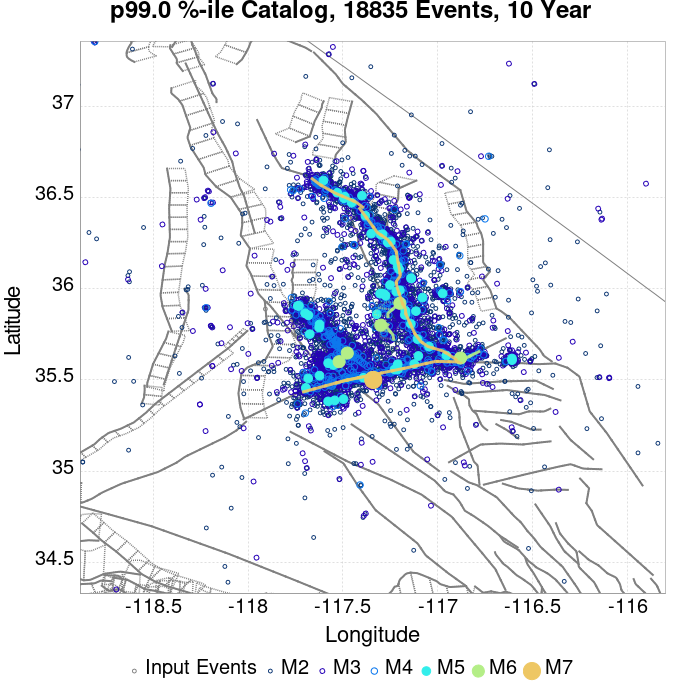 p99.0 %-ile Catalog, 18835 Events, 10 Year
Latitude
37
36.5
36
35.5
35
34.5
-118.5 -118 -117.5 -117 -116.5 -116
Longitude
Input Events M2 M3 M4 M5 M6 M7